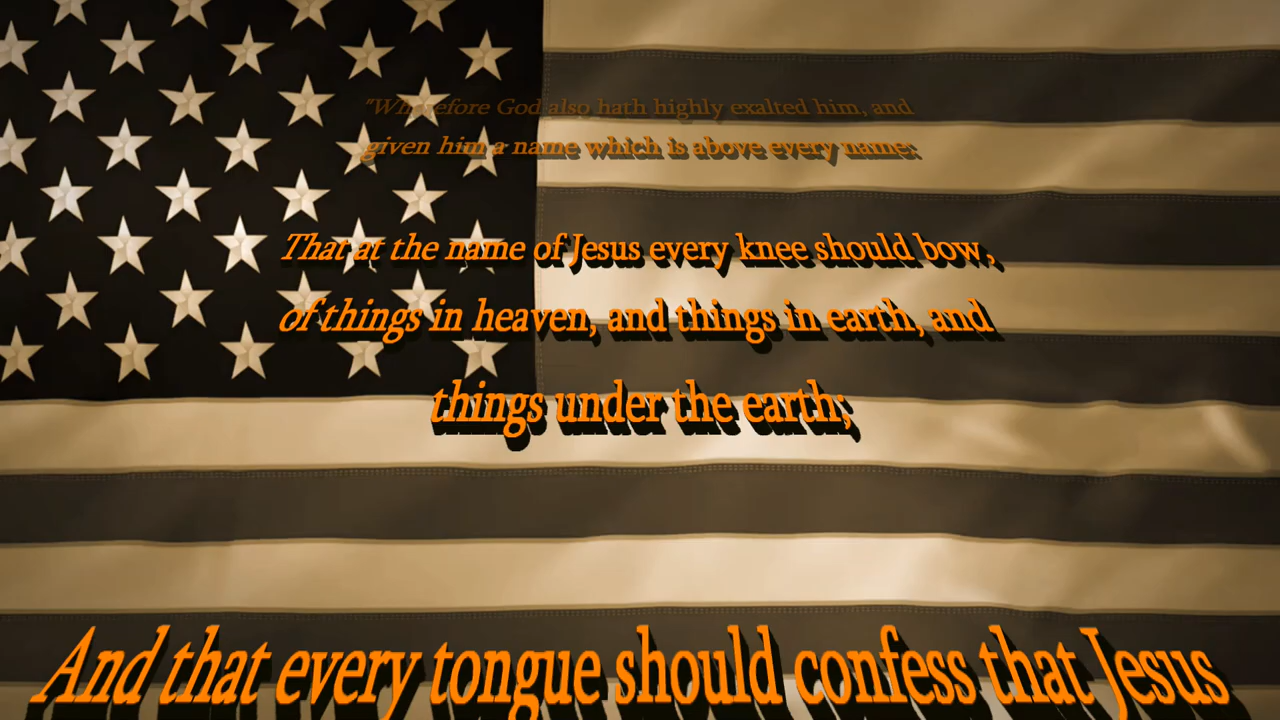 "Wherefore God also hath highly exalted him, and
given him a name which is above every name:
That at the name of Jesus every knee should bow,
of things in heaven, and things in earth, and
things under the earth;
And that every tongue should confess that Jesus